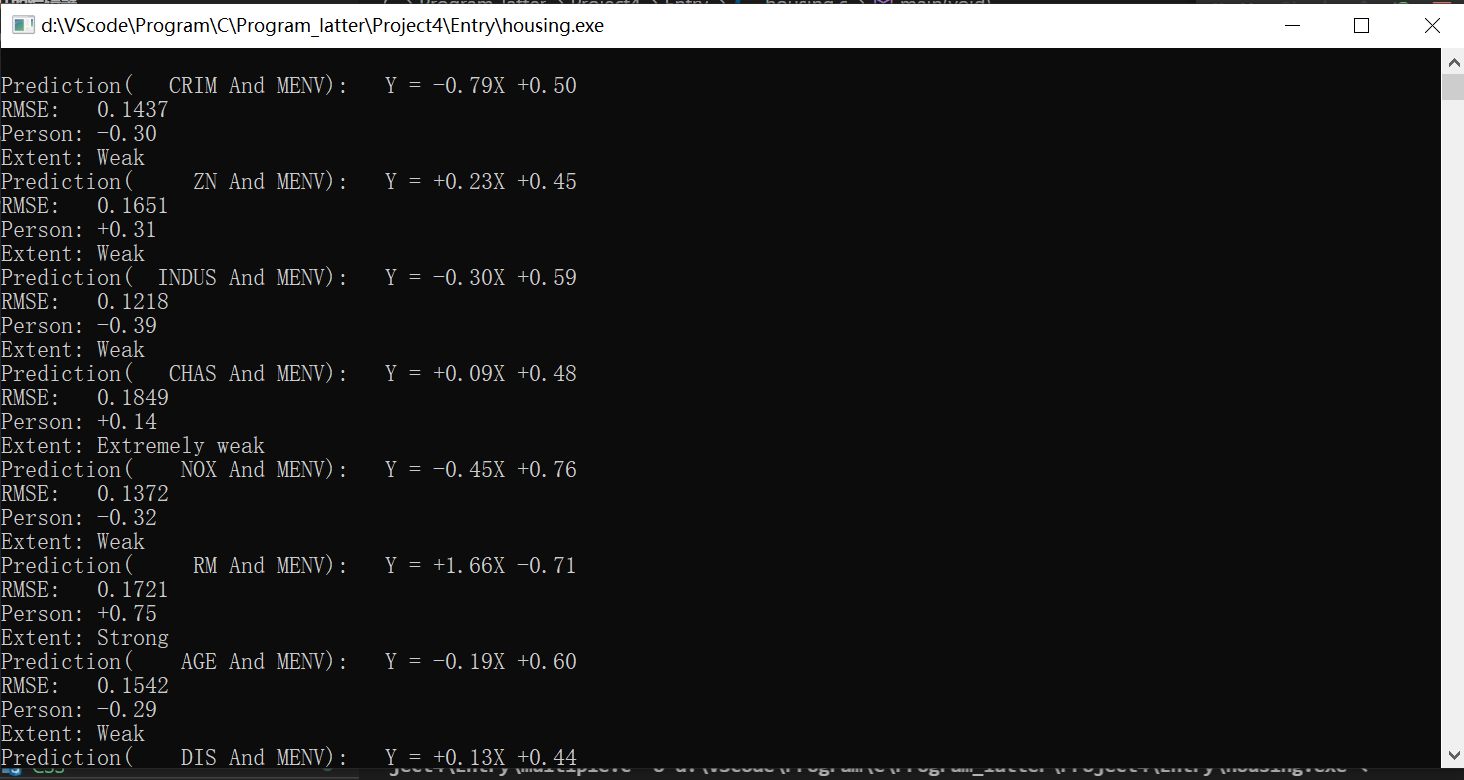 d:\VScode\Program\C\Program_latter\Project4\Entry\housing.exe
Prediction(   CRIM And MENV):   Y = -0.79X +0.50
RMSE:   0.1437
Person: -0.30
Extent: Weak
Prediction(     ZN And MENV):   Y = +0.23X +0.45
RMSE:   0.1651
Person: +0.31
Extent: Weak
Prediction(  INDUS And MENV):   Y = -0.30X +0.59
RMSE:   0.1218
Person: -0.39
Extent: Weak
Prediction(   CHAS And MENV):   Y = +0.09X +0.48
RMSE:   0.1849
Person: +0.14
Extent: Extremely weak
Prediction(    NOX And MENV):   Y = -0.45X +0.76
RMSE:   0.1372
Person: -0.32
Extent: Weak
Prediction(     RM And MENV):   Y = +1.66X -0.71
RMSE:   0.1721
Person: +0.75
Extent: Strong
Prediction(    AGE And MENV):   Y = -0.19X +0.60
RMSE:   0.1542
Person: -0.29
Extent: Weak
Prediction(    DIS And MENV):   Y = +0.13X +0.44